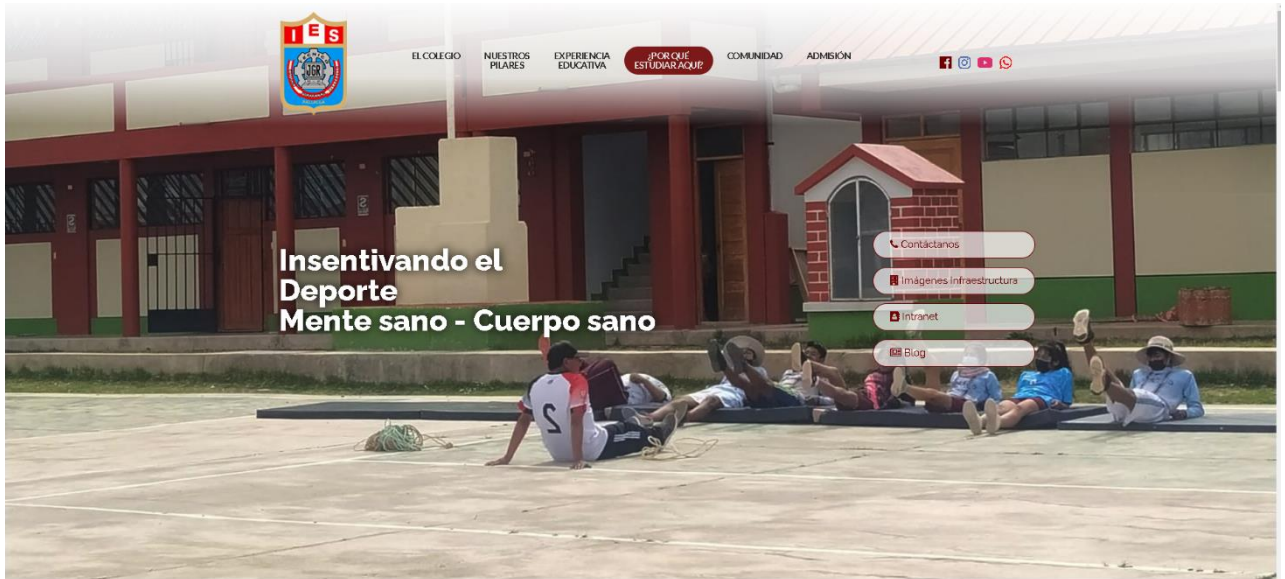 IES
JGR
EL COLEGIO
NUESTROS
PILARES
EXPERIENCIA
EDUCATIVA
¿POR QUÉ
ESTUDIAR AQUÍ?
COMUNIDAD
ADMISIÓN
Insentivando el
Deporte
Mente sano - Cuerpo sano
Contáctanos
Imágenes Infraestructura
Intranet
Blog